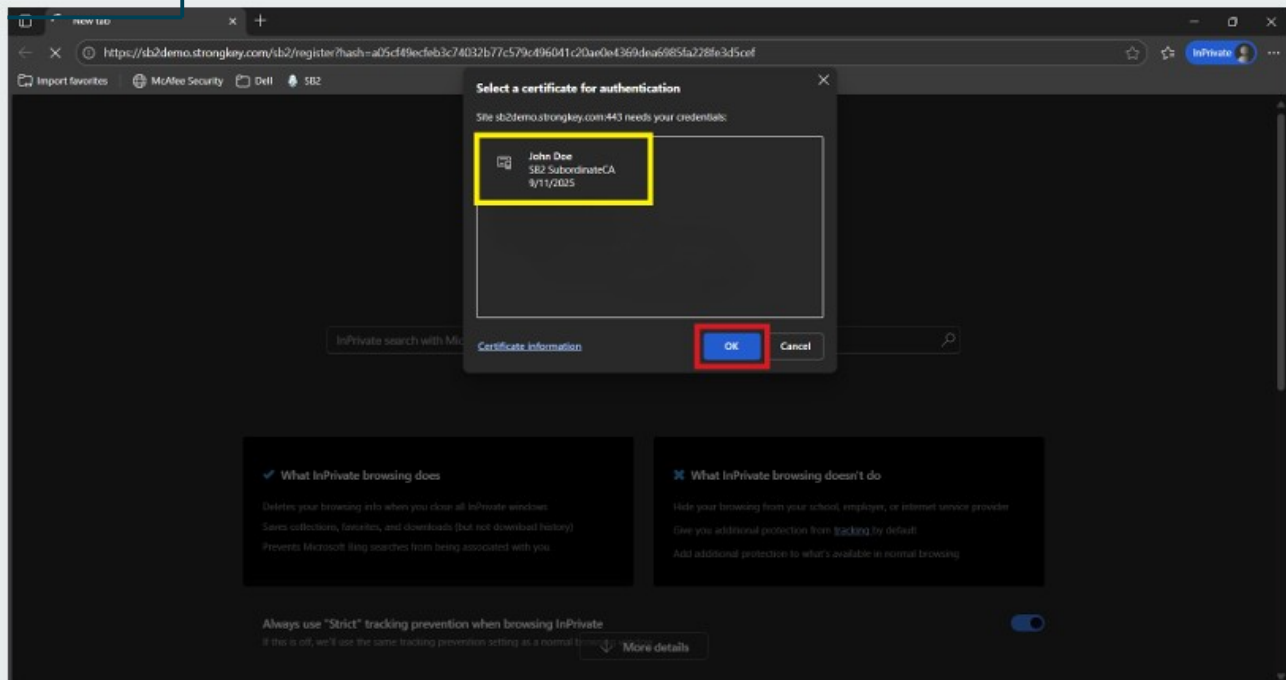 New tab
https://sb2demo.strongkey.com/sb2/register?hash=a05cf49ecfeb3c74032b77c579c496041c20ae0e4369dea6985fa228fe3d5cef
InPrivate
Import favorites
McAfee Security
Dell
SB2
Select a certificate for authentication
Site sb2demo.strongkey.com:443 needs your credentials:
John Doe
SB2 SubordinateCA
9/11/2025
Certificate information
OK
Cancel
InPrivate search with Mic
What InPrivate browsing does
Deletes your browsing info when you close all InPrivate windows
Saves collections, favorites, and downloads (but not download history)
Prevents Microsoft Bing searches from being associated with you
What InPrivate browsing doesn't do
Hide your browsing from your school, employer, or internet service provider
Give you additional protection from tracking by default
Add additional protection to what's available in normal browsing
Always use "Strict" tracking prevention when browsing InPrivate
If this is off, we'll use the same tracking prevention setting as a normal browsing
More details